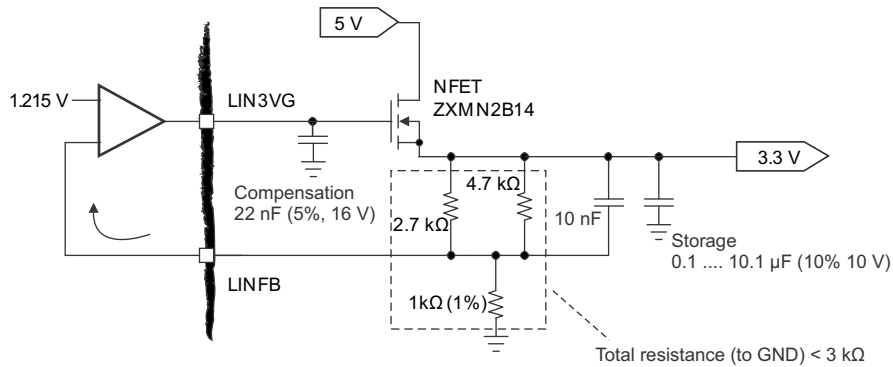 5 V
NFET
ZXMN2B14
1.215 V
LIN3VG
3.3 V
4.7 kΩ
Compensation
22 nF (5%, 16 V)
2.7 kΩ
10 nF
Storage
0.1 .... 10.1 µF (10% 10 V)
LINFB
1kΩ (1%)
Total resistance (to GND) < 3 kΩ